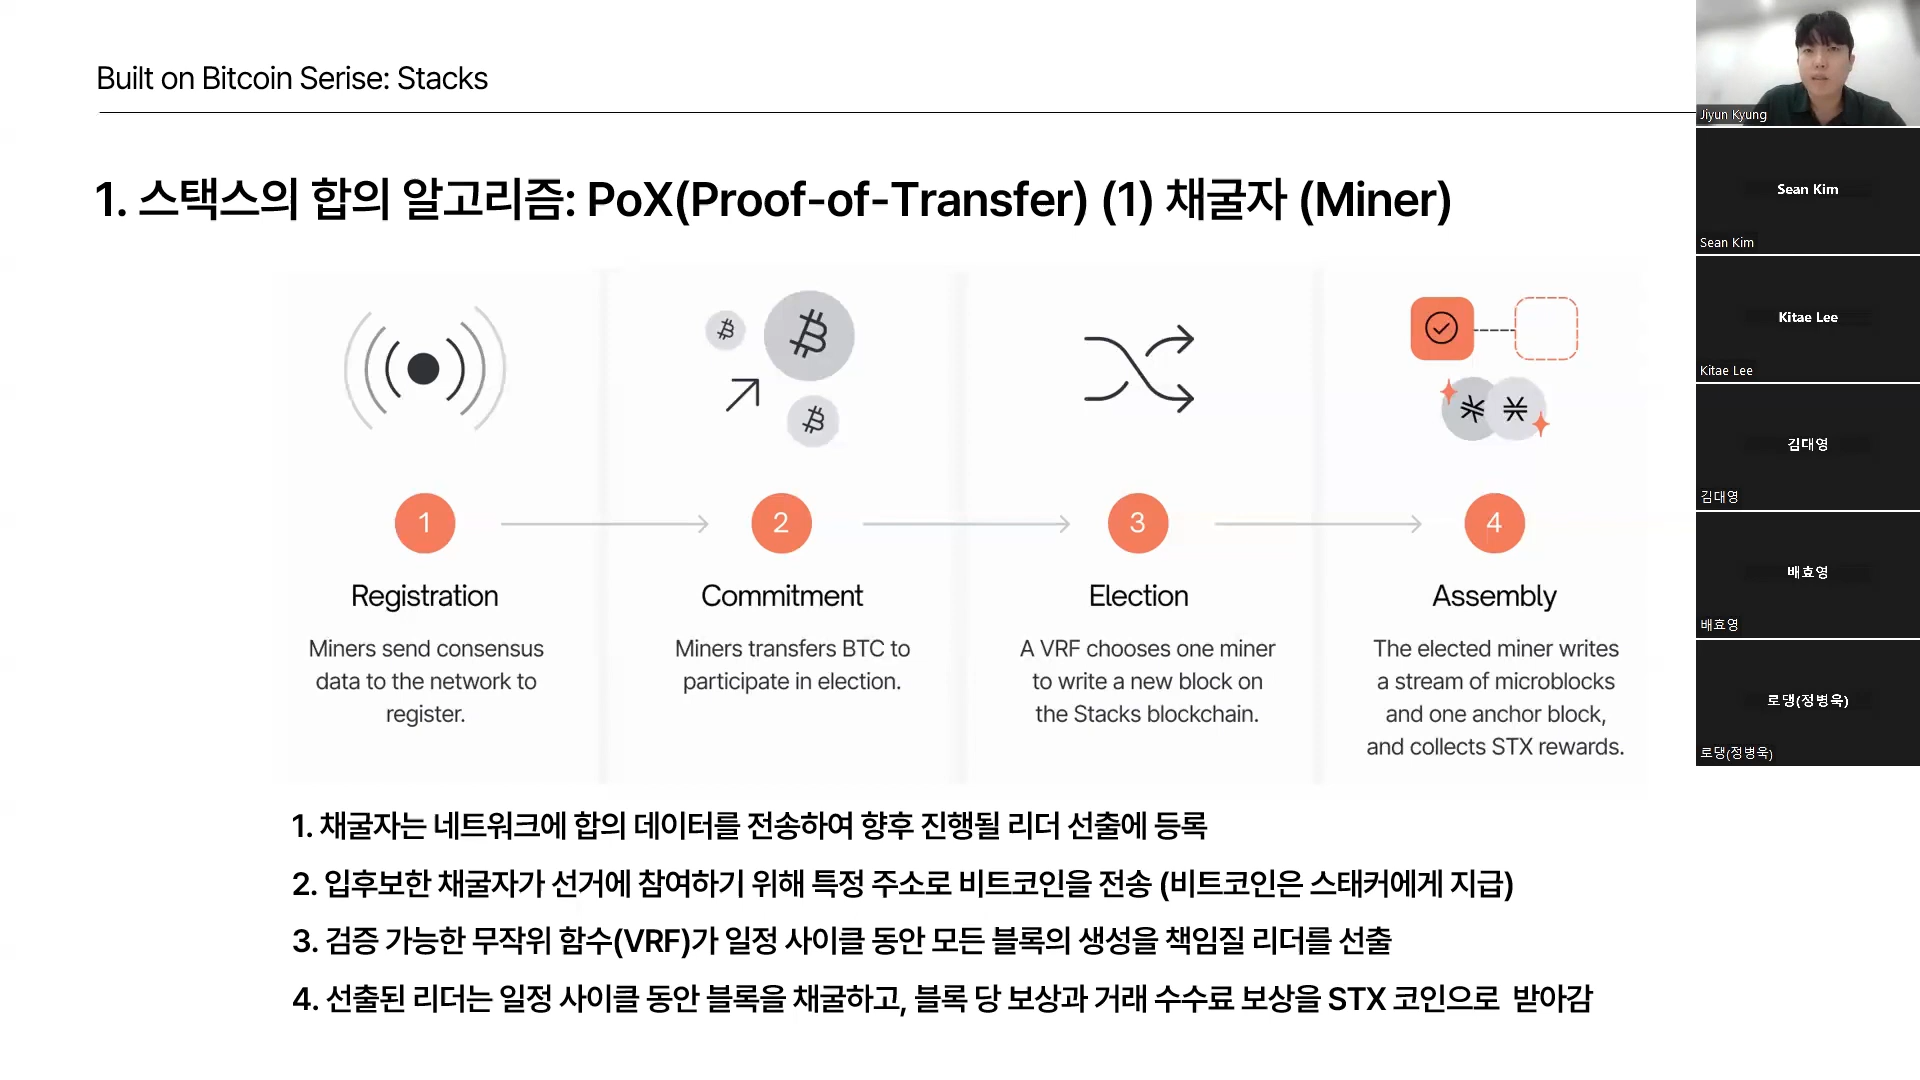 Built on Bitcoin Serise: Stacks
1. 스택스의 합의 알고리즘: PoX(Proof-of-Transfer) (1) 채굴자 (Miner)
1
2
3
4
Registration
Miners send consensus
data to the network to
register.
Commitment
Miners transfers BTC to
participate in election.
Election
A VRF chooses one miner
to write a new block on
the Stacks blockchain.
Assembly
The elected miner writes
a stream of microblocks
and one anchor block,
and collects STX rewards.
1. 채굴자는 네트워크에 합의 데이터를 전송하여 향후 진행될 리더 선출에 등록
2. 입후보한 채굴자가 선거에 참여하기 위해 특정 주소로 비트코인을 전송 (비트코인은 스태커에게 지급)
3. 검증 가능한 무작위 함수(VRF)가 일정 사이클 동안 모든 블록의 생성을 책임질 리더를 선출
4. 선출된 리더는 일정 사이클 동안 블록을 채굴하고, 블록 당 보상과 거래 수수료 보상을 STX 코인으로 받아감
Jiyun Kyung
Sean Kim
Sean Kim
Kitae Lee
Kitae Lee
김대영
김대영
배효영
배효영
로댕(정병욱)
로댕(정병욱)